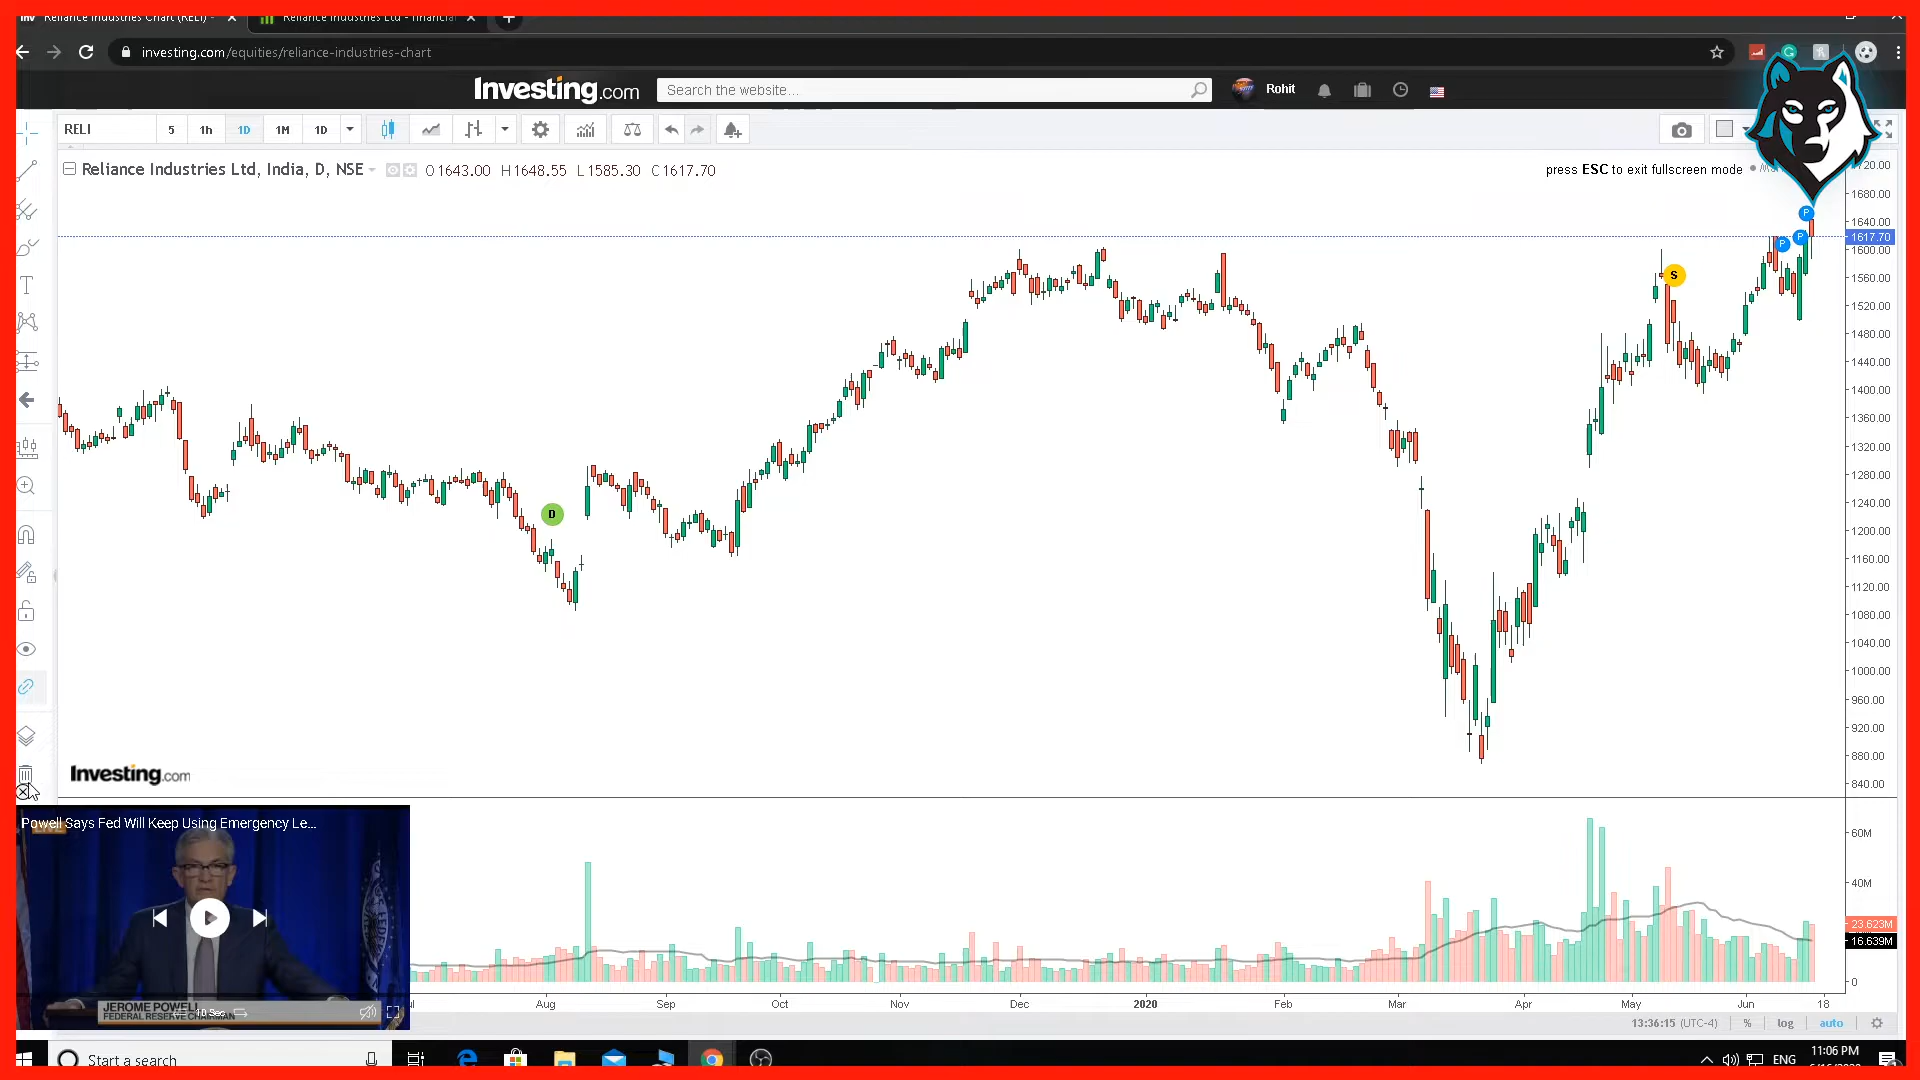 Reliance Industries Chart (RELI) -
Reliance Industries Ltd - financial
investing.com/equities/reliance-industries-chart
Investing.com
Search the website...
Rohit
RELI
5
1h
1D
1M
1D
Reliance Industries Ltd, India, D, NSE
O1643.00 H1648.55 L1585.30 C1617.70
press ESC to exit fullscreen mode
1680.00
1640.00
1617.70
1600.00
1560.00
1520.00
1480.00
1440.00
1400.00
1360.00
1320.00
1280.00
1240.00
1200.00
1160.00
1120.00
1080.00
1040.00
1000.00
960.00
920.00
880.00
840.00
P
P
P
S
D
Investing.com
Powell Says Fed Will Keep Using Emergency Le...
JEROME POWELL
FEDERAL RESERVE CHAIRMAN
10 Sec
60M
40M
23.623M
16.639M
0
Aug
Sep
Oct
Nov
Dec
2020
Feb
Mar
Apr
May
Jun
18
13:36:15 (UTC-4)
%
log
auto
Start a search
ENG
11:06 PM